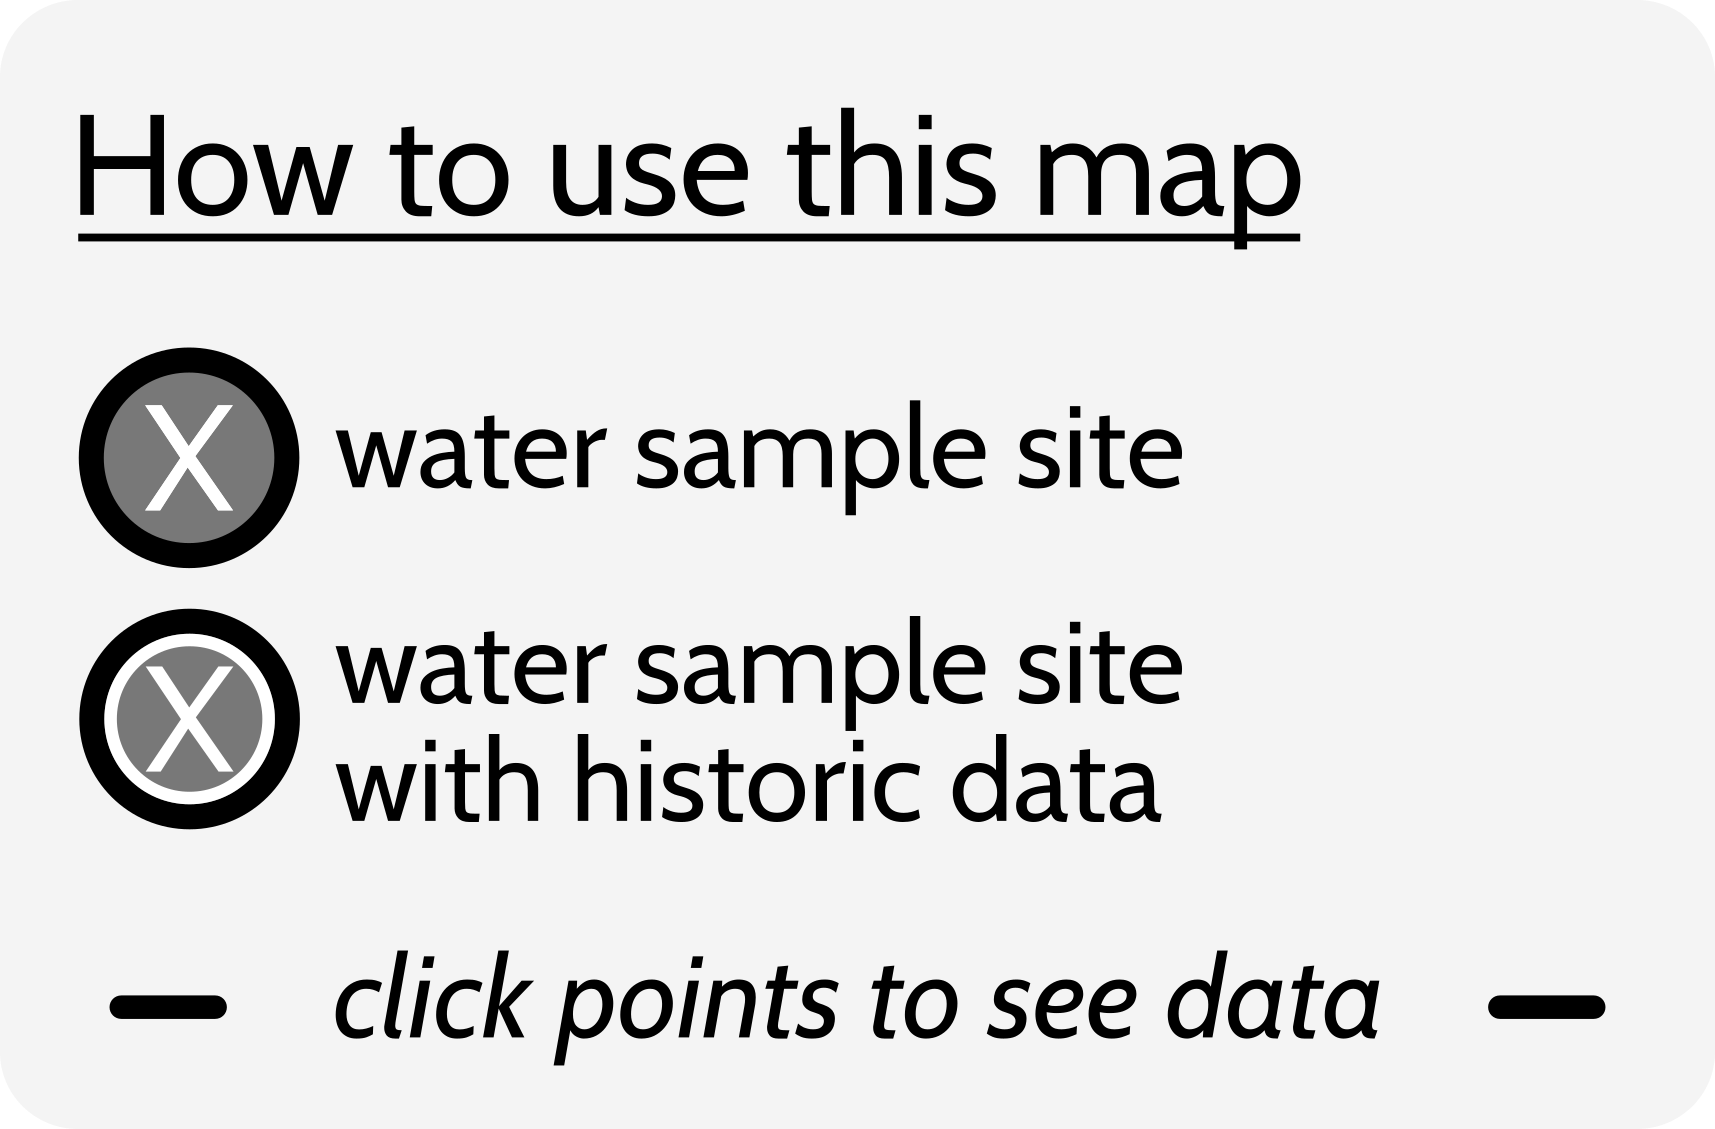 How to use this map
X water sample site
X water sample site
with historic data
click points to see data